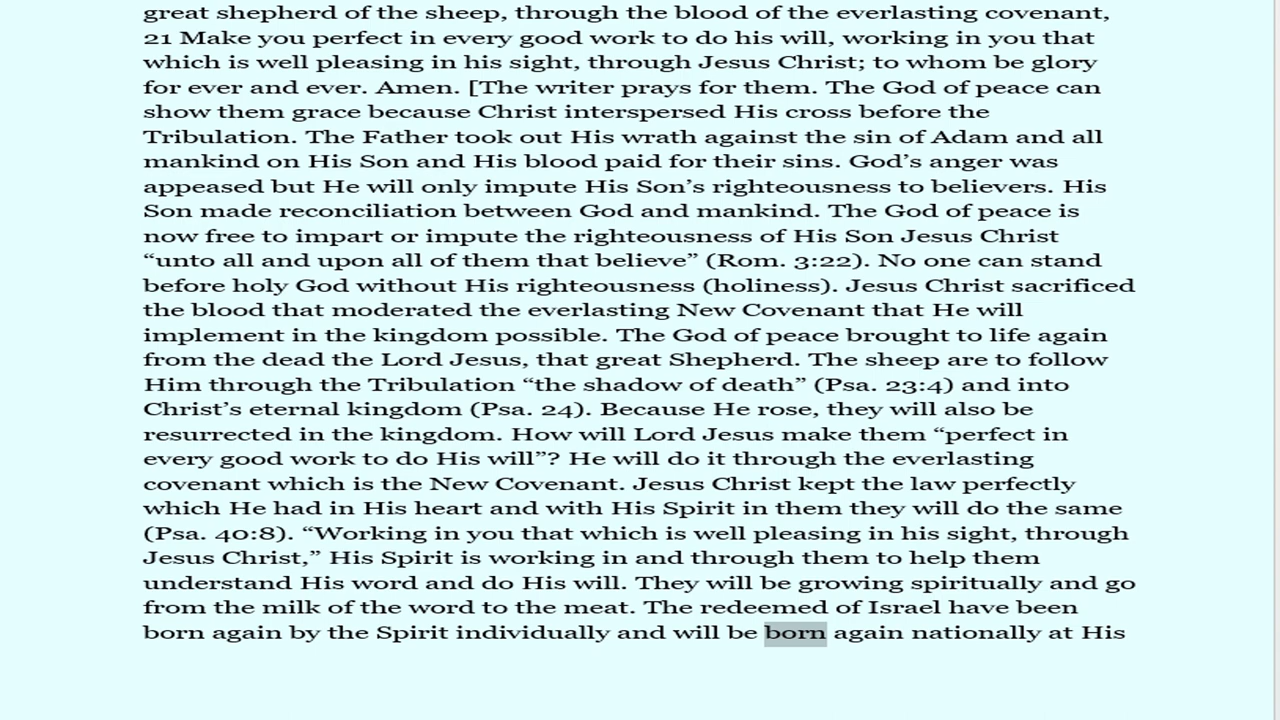 great shepherd of the sheep, through the blood of the everlasting covenant,
21 Make you perfect in every good work to do his will, working in you that
which is well pleasing in his sight, through Jesus Christ; to whom be glory
for ever and ever. Amen. [The writer prays for them. The God of peace can
show them grace because Christ interspersed His cross before the
Tribulation. The Father took out His wrath against the sin of Adam and all
mankind on His Son and His blood paid for their sins. God’s anger was
appeased but He will only impute His Son’s righteousness to believers. His
Son made reconciliation between God and mankind. The God of peace is
now free to impart or impute the righteousness of His Son Jesus Christ
“unto all and upon all of them that believe” (Rom. 3:22). No one can stand
before holy God without His righteousness (holiness). Jesus Christ sacrificed
the blood that moderated the everlasting New Covenant that He will
implement in the kingdom possible. The God of peace brought to life again
from the dead the Lord Jesus, that great Shepherd. The sheep are to follow
Him through the Tribulation “the shadow of death” (Psa. 23:4) and into
Christ’s eternal kingdom (Psa. 24). Because He rose, they will also be
resurrected in the kingdom. How will Lord Jesus make them “perfect in
every good work to do His will”? He will do it through the everlasting
covenant which is the New Covenant. Jesus Christ kept the law perfectly
which He had in His heart and with His Spirit in them they will do the same
(Psa. 40:8). “Working in you that which is well pleasing in his sight, through
Jesus Christ,” His Spirit is working in and through them to help them
understand His word and do His will. They will be growing spiritually and go
from the milk of the word to the meat. The redeemed of Israel have been
born again by the Spirit individually and will be born again nationally at His